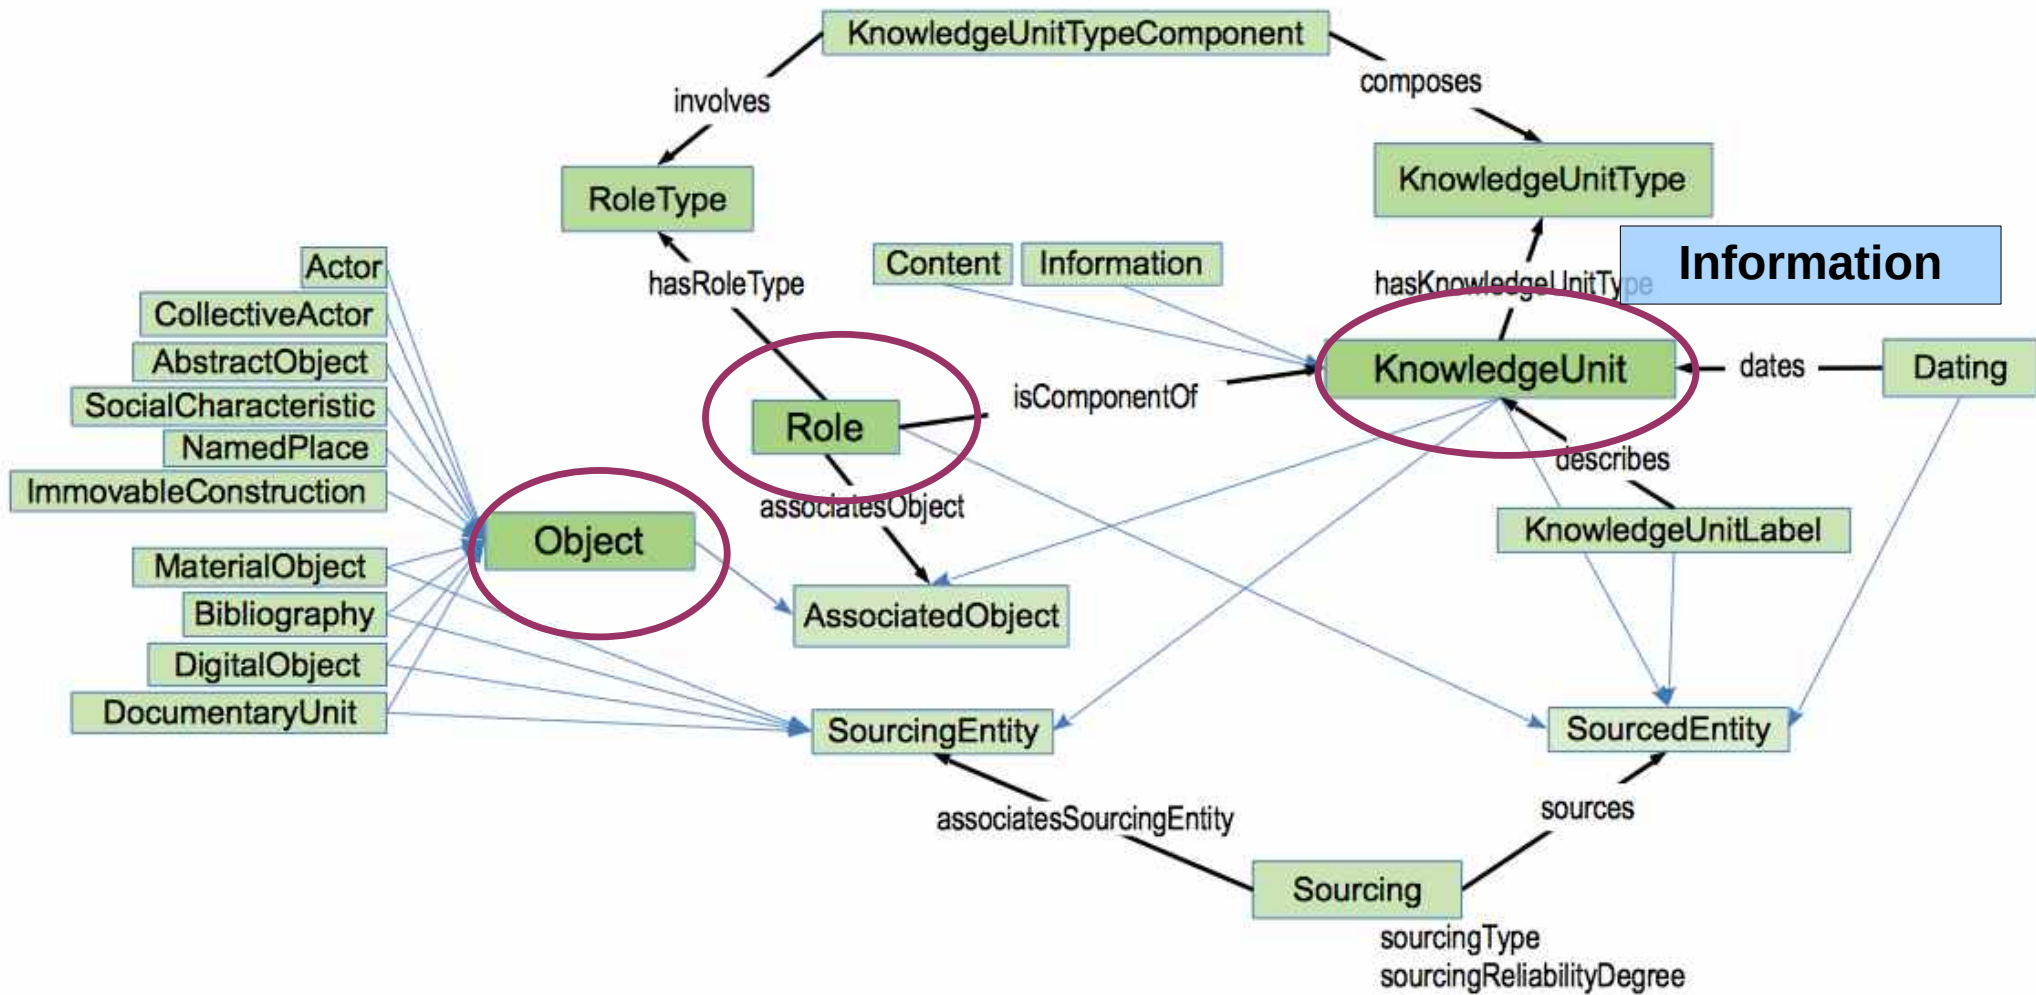 KnowledgeUnitTypeComponent
involves
composes
RoleType
KnowledgeUnitType
hasRoleType
Content
Information
hasKnowledgeUnitType
Information
Actor
CollectiveActor
AbstractObject
SocialCharacteristic
NamedPlace
ImmovableConstruction
MaterialObject
Bibliography
DigitalObject
DocumentaryUnit
Role
isComponentOf
KnowledgeUnit
dates
Dating
describes
associatesObject
Object
KnowledgeUnitLabel
AssociatedObject
SourcingEntity
SourcedEntity
associatesSourcingEntity
sources
Sourcing
sourcingType
sourcingReliabilityDegree